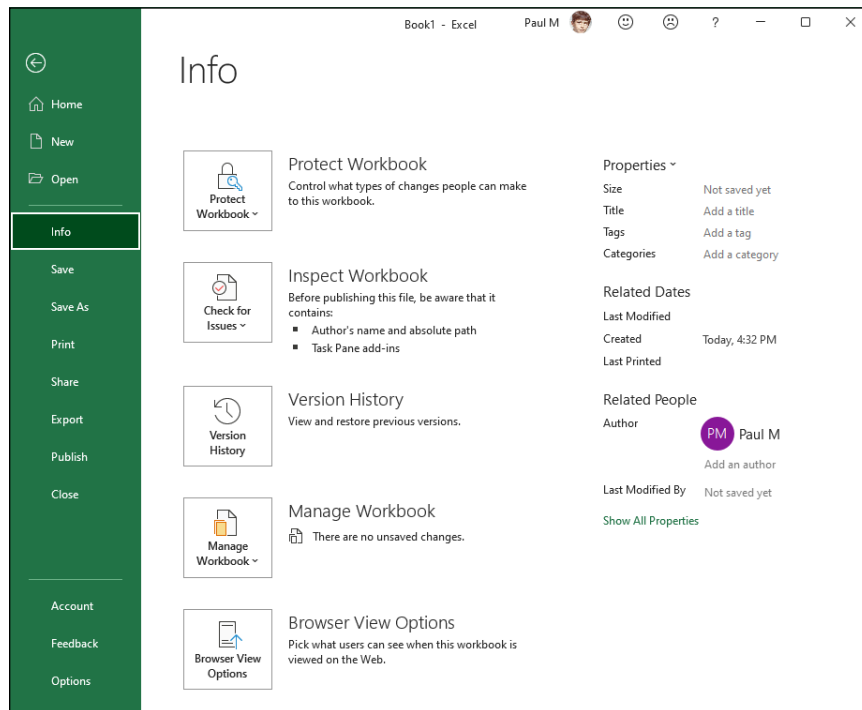 Book1 - Excel
Paul M
?
Info
Home
New
Open
Info
Save
Save As
Print
Share
Export
Publish
Close
Account
Feedback
Options
Protect Workbook
Protect Workbook
Control what types of changes people can make
to this workbook.
Check for Issues
Inspect Workbook
Before publishing this file, be aware that it
contains:
Author's name and absolute path
Task Pane add-ins
Version History
Version History
View and restore previous versions.
Manage Workbook
Manage Workbook
There are no unsaved changes.
Browser View Options
Browser View Options
Pick what users can see when this workbook is
viewed on the Web.
Properties
Size Not saved yet
Title Add a title
Tags Add a tag
Categories Add a category
Related Dates
Last Modified
Created Today, 4:32 PM
Last Printed
Related People
Author PM Paul M
Add an author
Last Modified By Not saved yet
Show All Properties